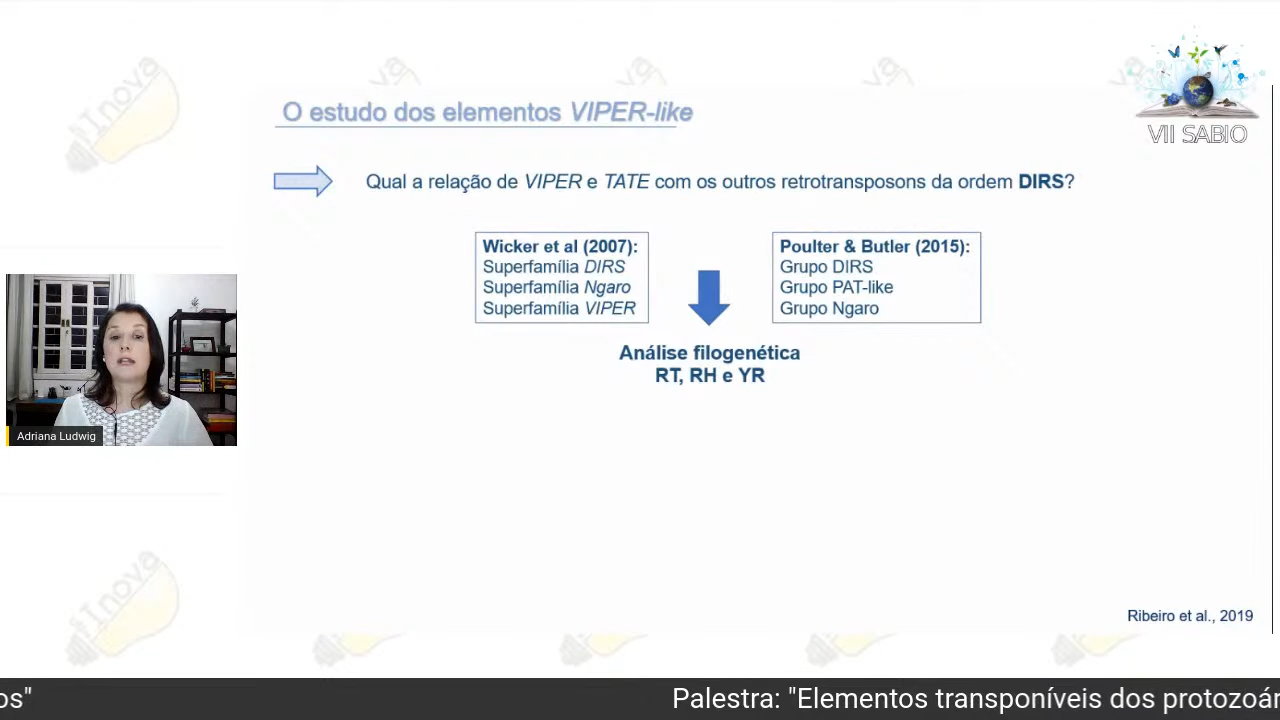 VII SABIO
O estudo dos elementos VIPER-like
Qual a relação de VIPER e TATE com os outros retrotransposons da ordem DIRS?
Wicker et al (2007):
Superfamília DIRS
Superfamília Ngaro
Superfamília VIPER
Poulter & Butler (2015):
Grupo DIRS
Grupo PAT-like
Grupo Ngaro
Análise filogenética
RT, RH e YR
Adriana Ludwig
Ribeiro et al., 2019
os" Palestra: "Elementos transponíveis dos protozoár